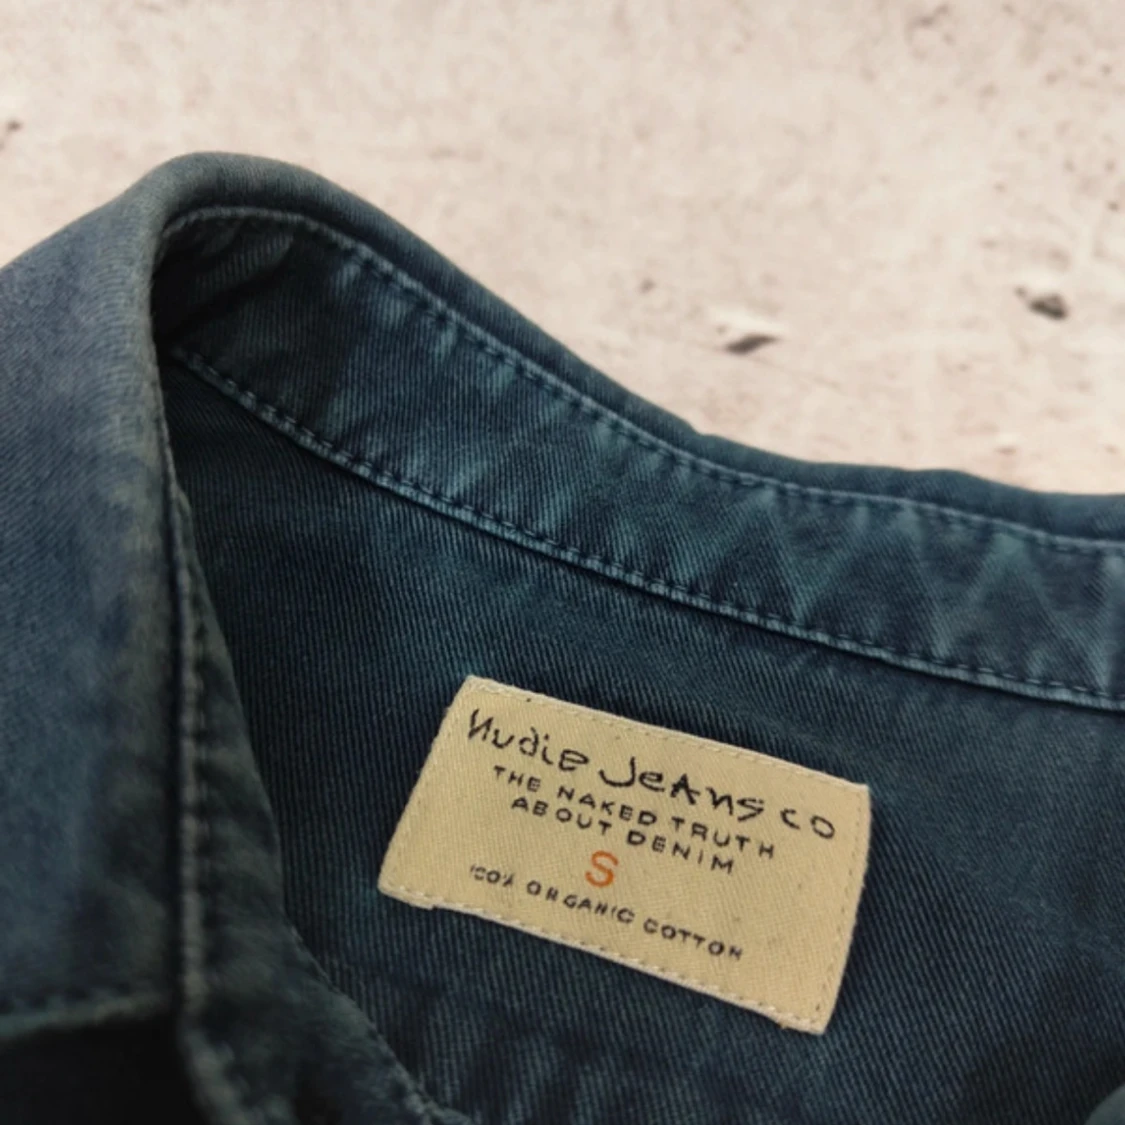 Nudie Jeans co
THE NAKED TRUTH
ABOUT DENIM
S
100% ORGANIC COTTON